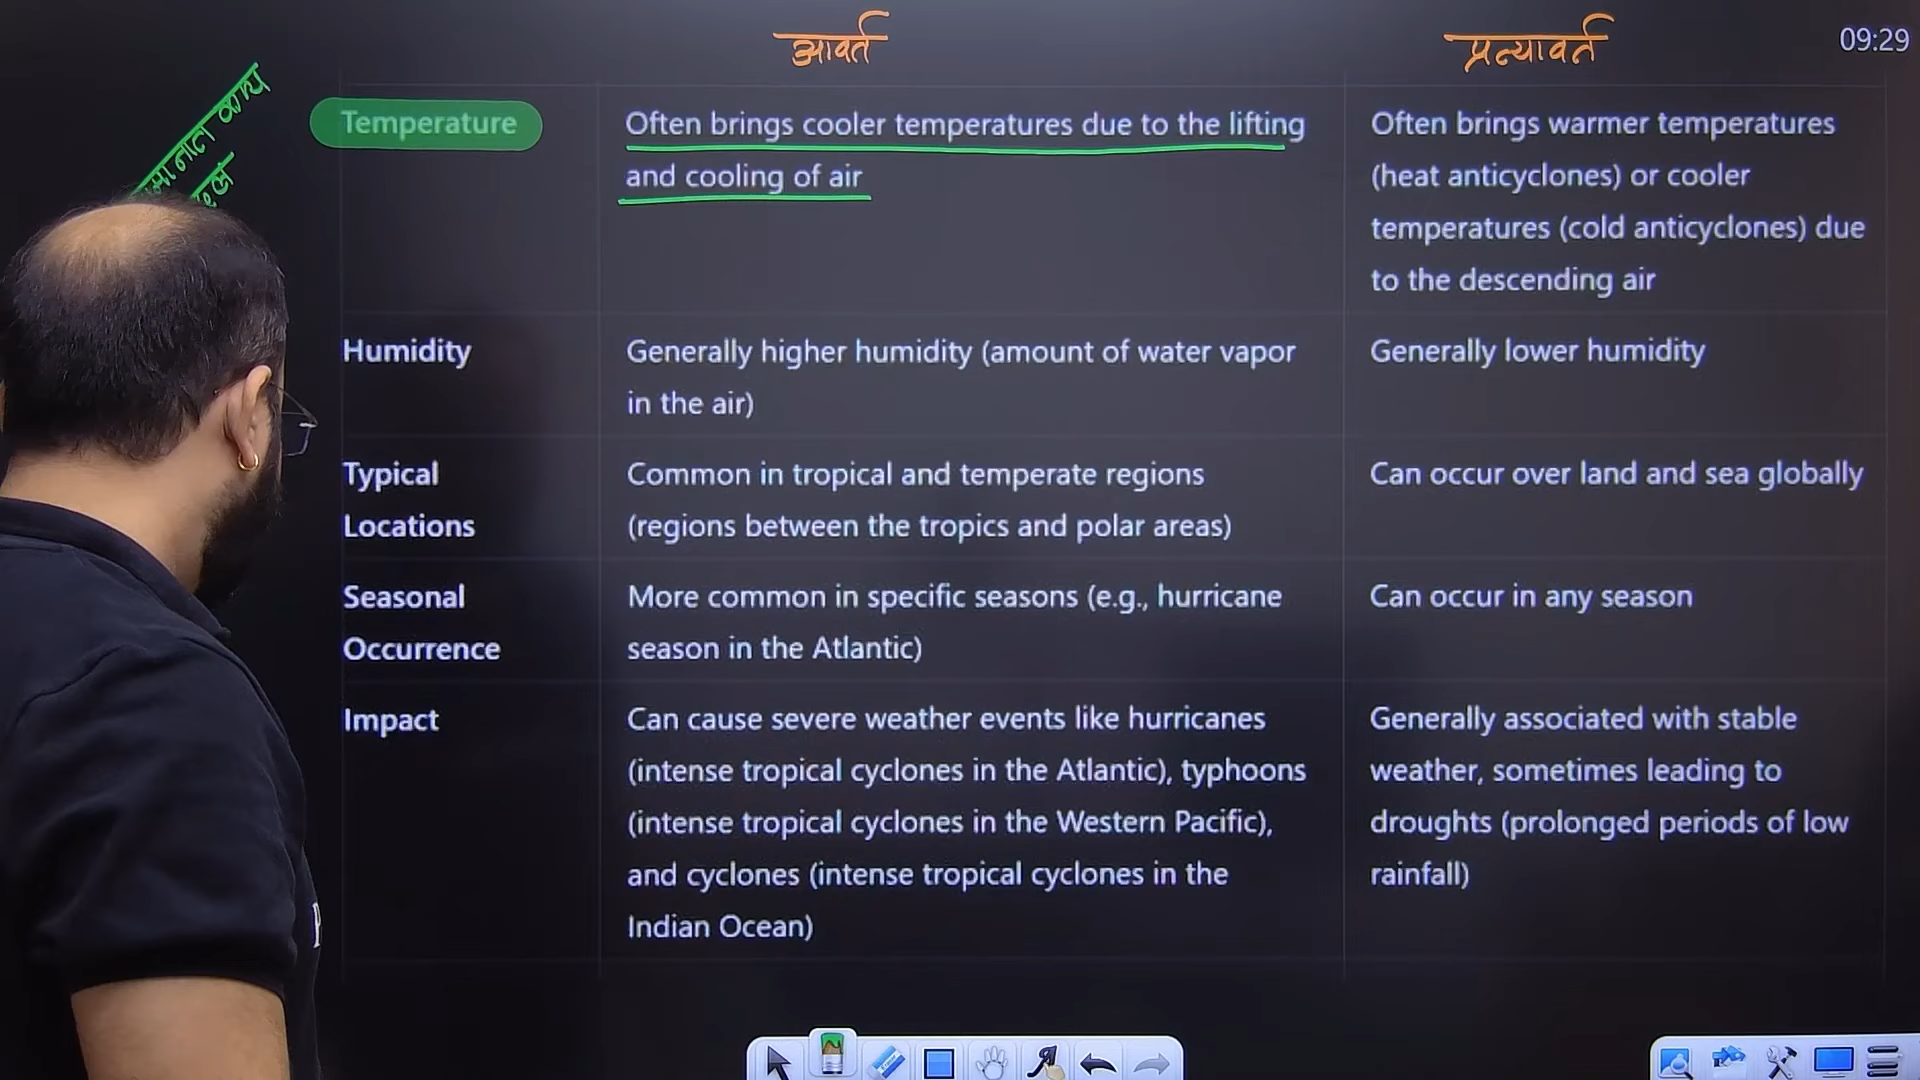 आवर्त
प्रत्यावर्त
09:29
Temperature
Often brings cooler temperatures due to the lifting
and cooling of air
Often brings warmer temperatures
(heat anticyclones) or cooler
temperatures (cold anticyclones) due
to the descending air
Humidity
Generally higher humidity (amount of water vapor
in the air)
Generally lower humidity
Typical
Locations
Common in tropical and temperate regions
(regions between the tropics and polar areas)
Can occur over land and sea globally
Seasonal
Occurrence
More common in specific seasons (e.g., hurricane
season in the Atlantic)
Can occur in any season
Impact
Can cause severe weather events like hurricanes
(intense tropical cyclones in the Atlantic), typhoons
(intense tropical cyclones in the Western Pacific),
and cyclones (intense tropical cyclones in the
Indian Ocean)
Generally associated with stable
weather, sometimes leading to
droughts (prolonged periods of low
rainfall)